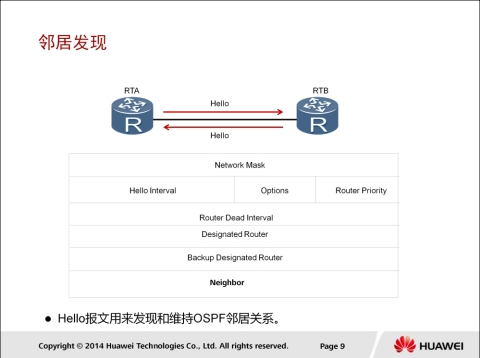 邻居发现
RTA
RTB
Hello
R
R
Hello
Network Mask
Hello Interval Options Router Priority
Router Dead Interval
Designated Router
Backup Designated Router
Neighbor
● Hello报文用来发现和维持OSPF邻居关系。
Copyright © 2014 Huawei Technologies Co., Ltd. All rights reserved. Page 9 HUAWEI